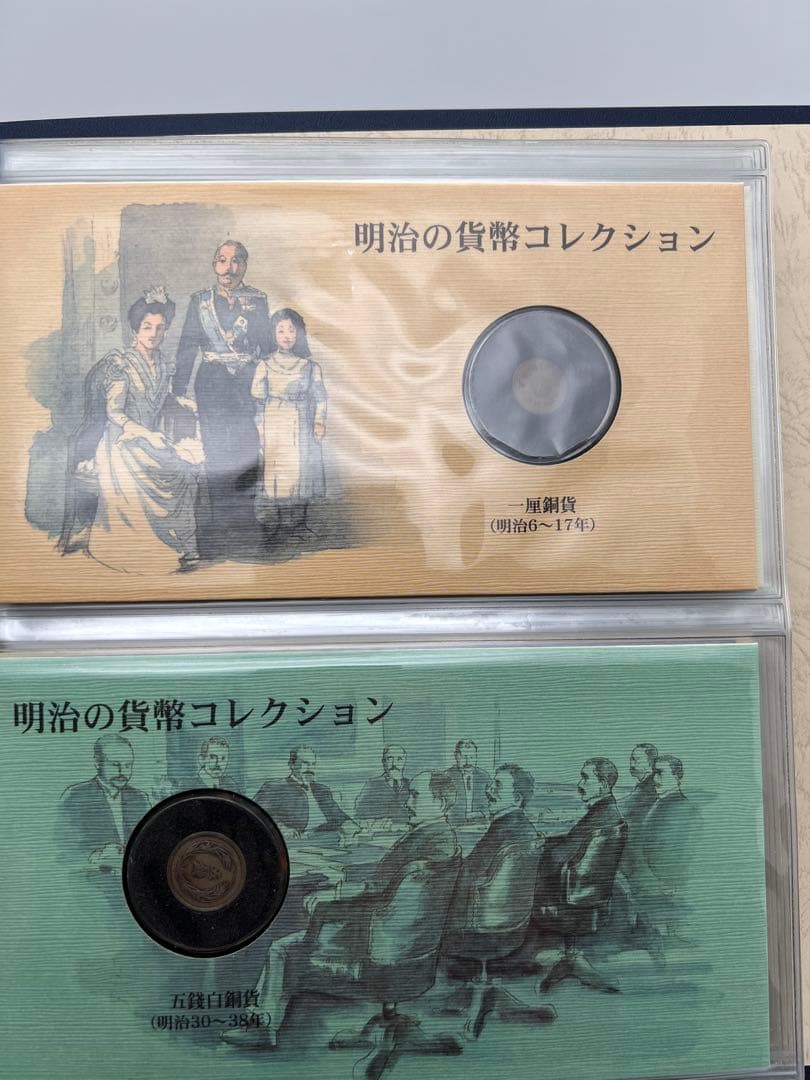 明治の貨幣コレクション
一厘銅貨
(明治6〜17年)
明治の貨幣コレクション
五錢白銅貨
(明治30〜38年)